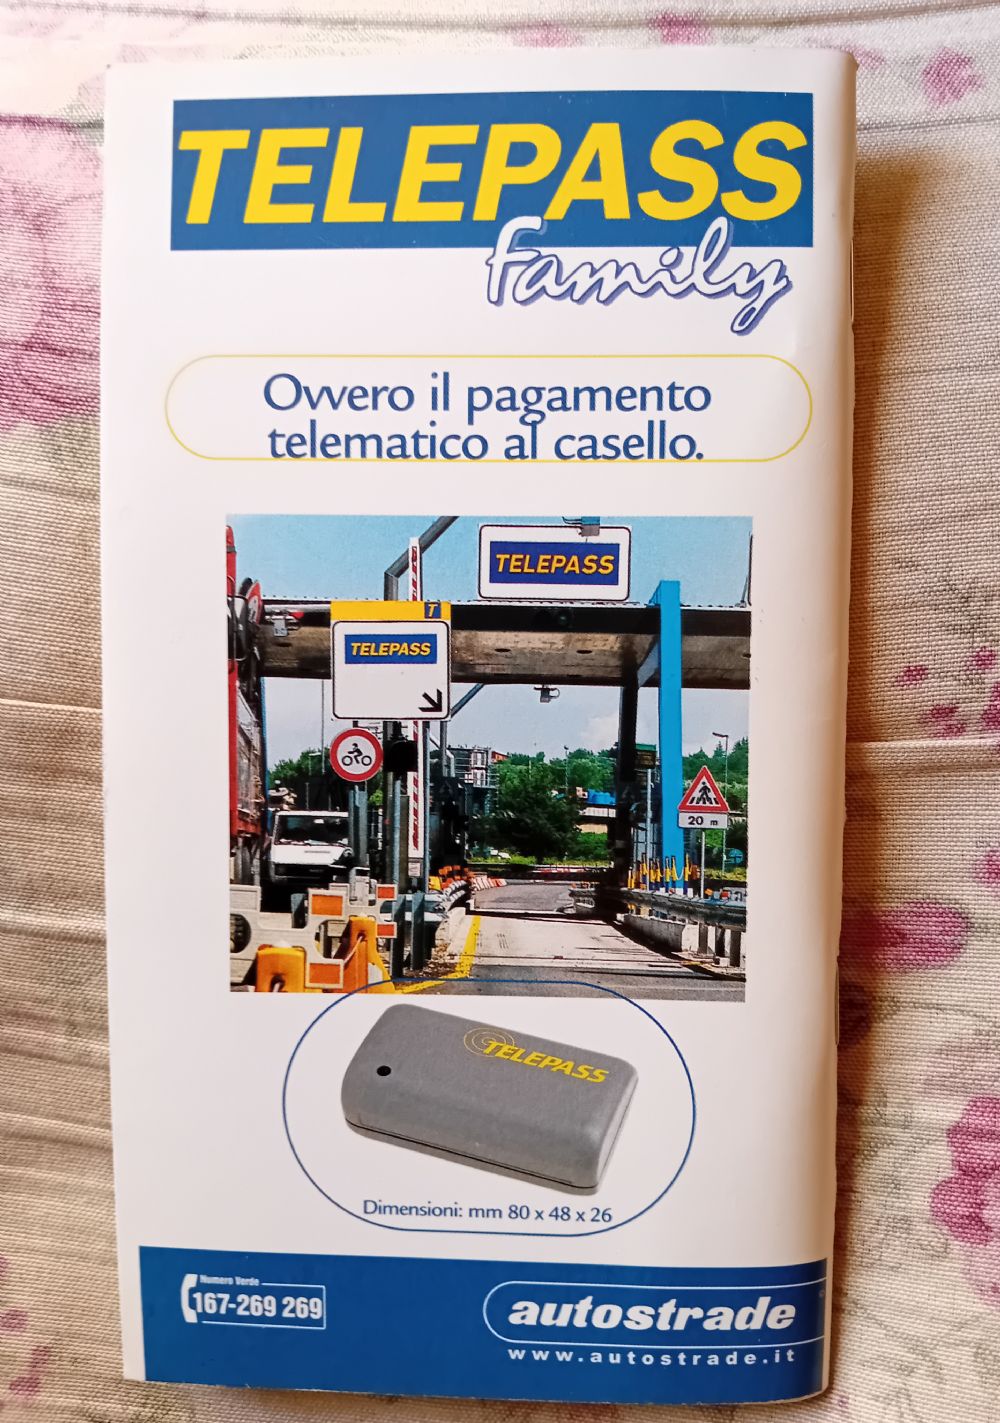 TELEPASS
family
Ovvero il pagamento
telematico al casello.
TELEPASS
T
TELEPASS
20 m
TELEPASS
Dimensioni: mm 80 x 48 x 26
Numero Verde
167-269 269
autostrade
www.autostrade.it